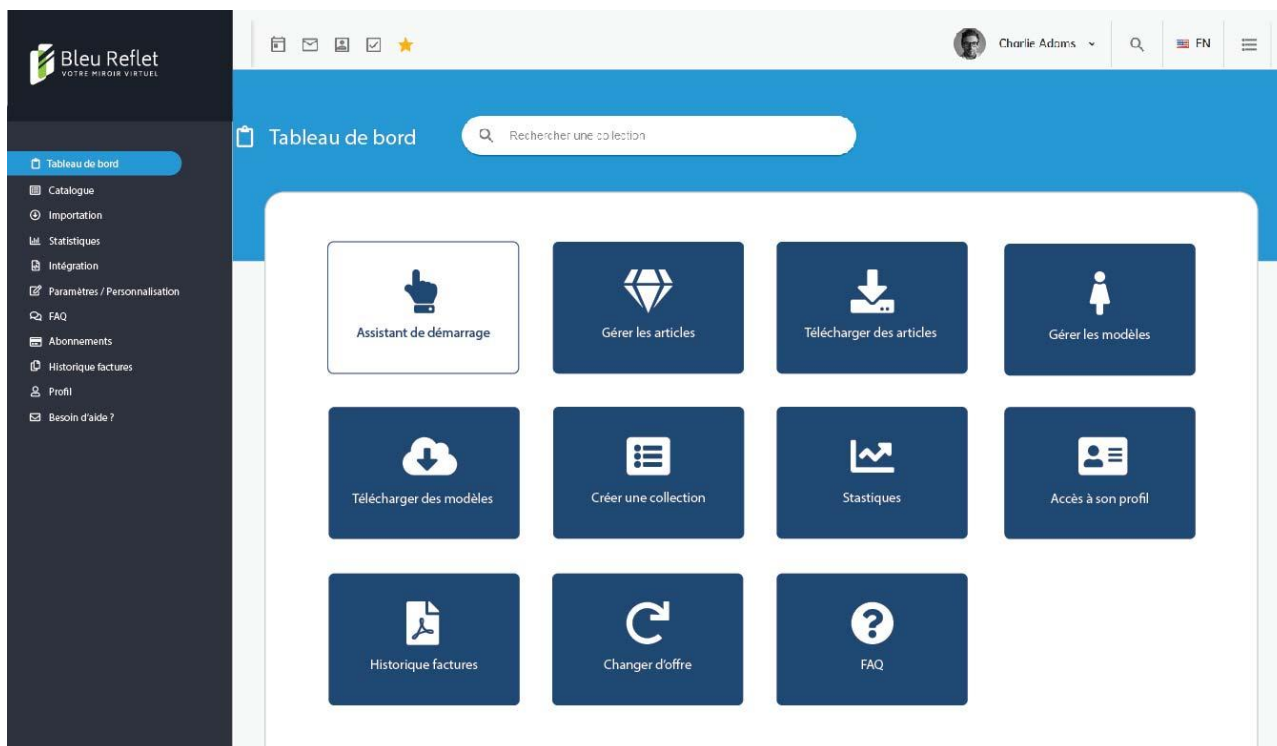 Bleu Reflet
VOTRE MIROIR VIRTUEL
Charlie Adams
EN
Tableau de bord
Rechercher une collection
Tableau de bord
Catalogue
Importation
Statistiques
Intégration
Paramètres / Personnalisation
FAQ
Abonnements
Historique factures
Profil
Besoin d'aide ?
Assistant de démarrage
Gérer les articles
Télécharger des articles
Gérer les modèles
Télécharger des modèles
Créer une collection
Stastiques
Accès à son profil
Historique factures
Changer d'offre
FAQ